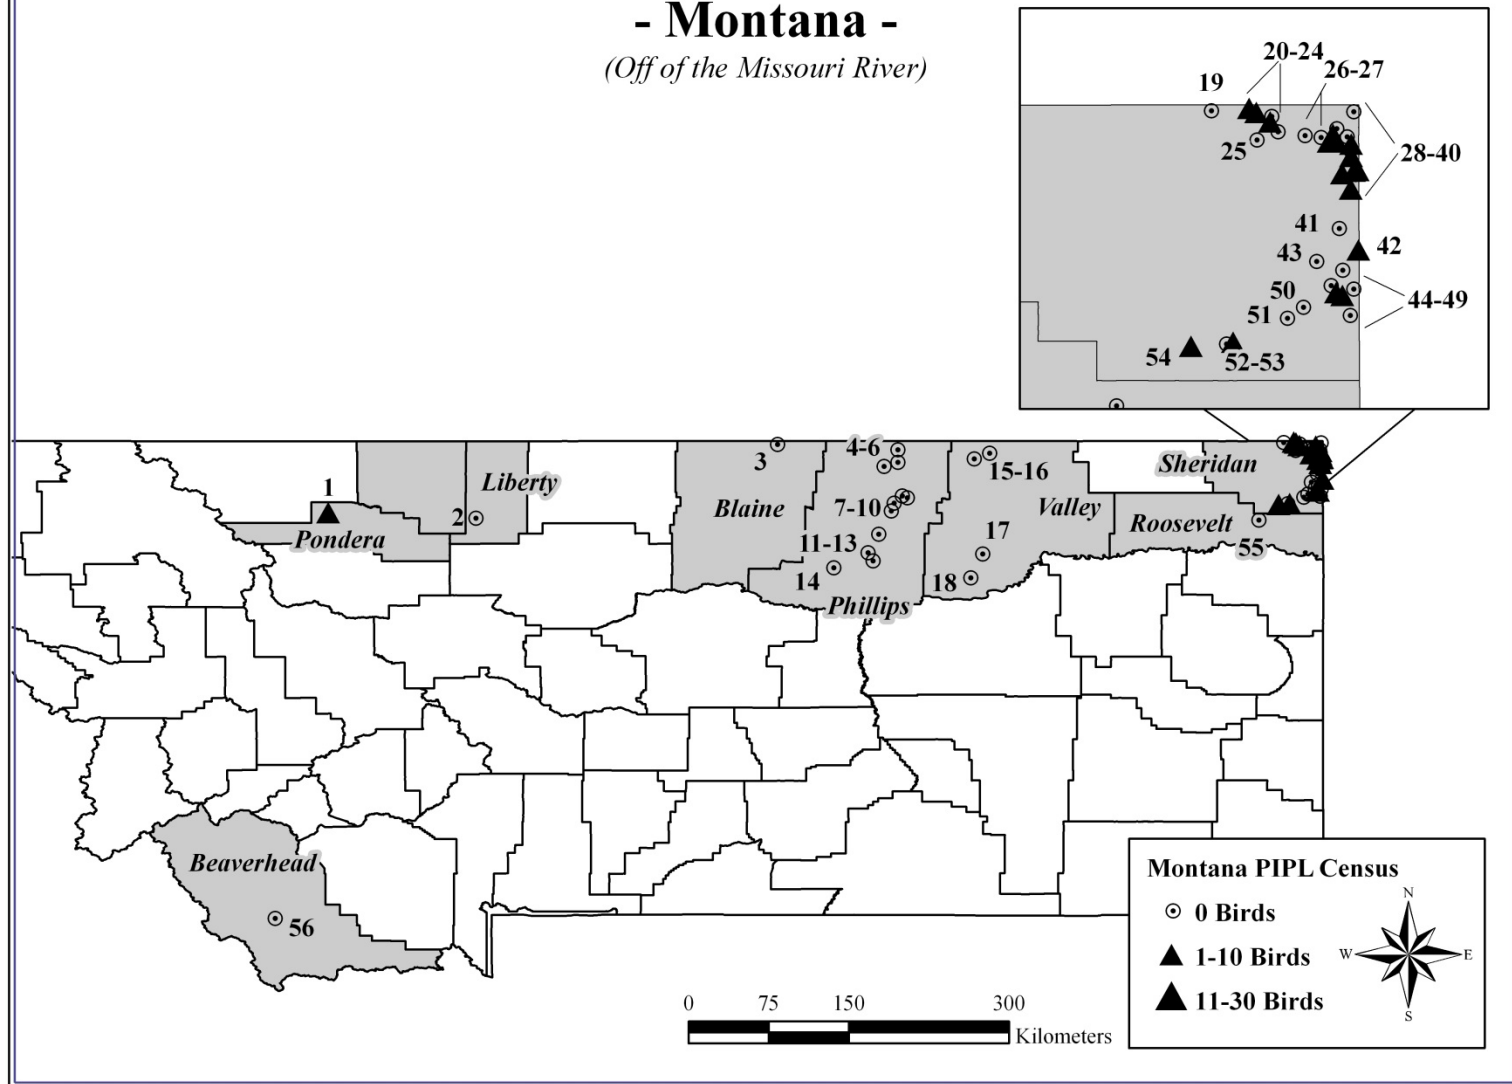 - Montana -
(Off of the Missouri River)
20-24
26-27
19
25
28-40
41
42
43
50
44-49
51
54
52-53
4-6
3
15-16
Sheridan
Liberty
1
2
Blaine
7-10
Valley
Roosevelt
Pondera
11-13
17
55
14
18
Phillips
Beaverhead
56
Montana PIPL Census
0 Birds
1-10 Birds
11-30 Birds
N
W
E
S
0 75 150 300
Kilometers